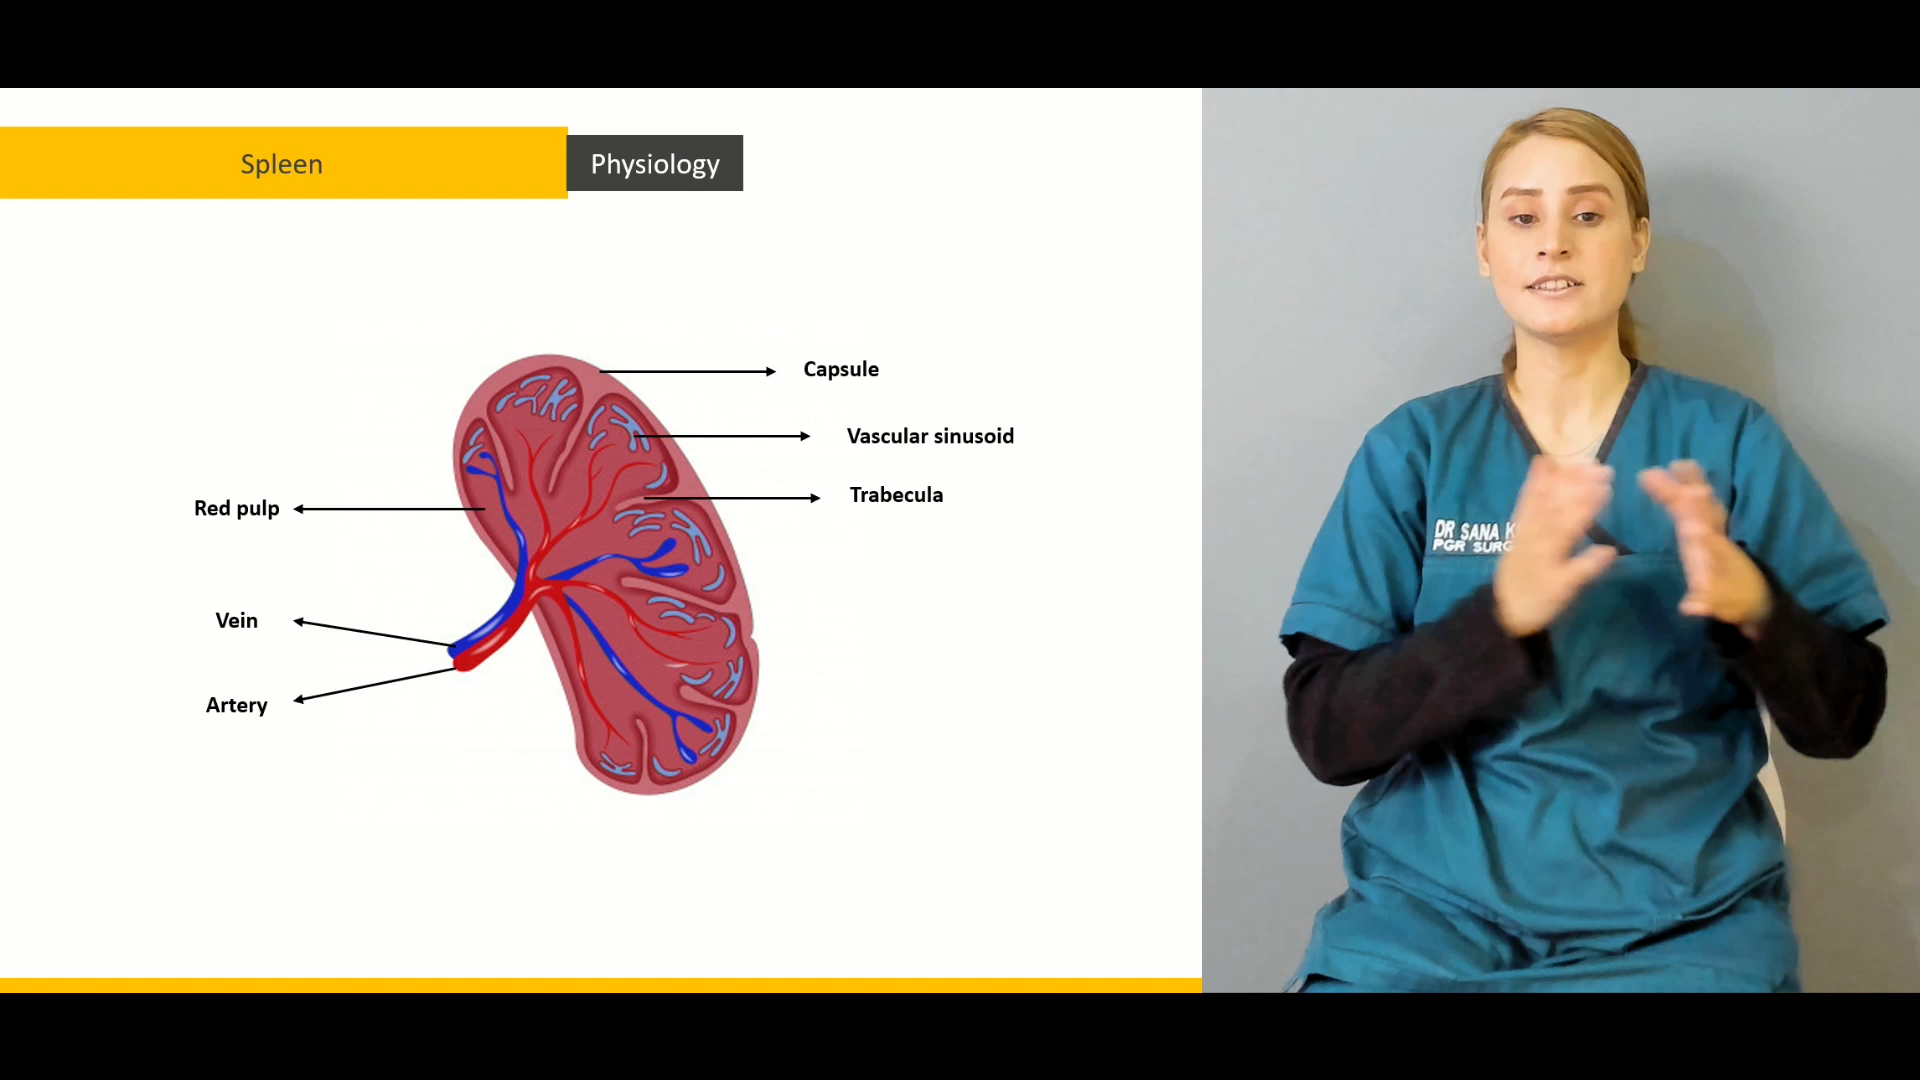 Spleen
Physiology
Capsule
Vascular sinusoid
Trabecula
Red pulp
Vein
Artery
DR SANA
PGR